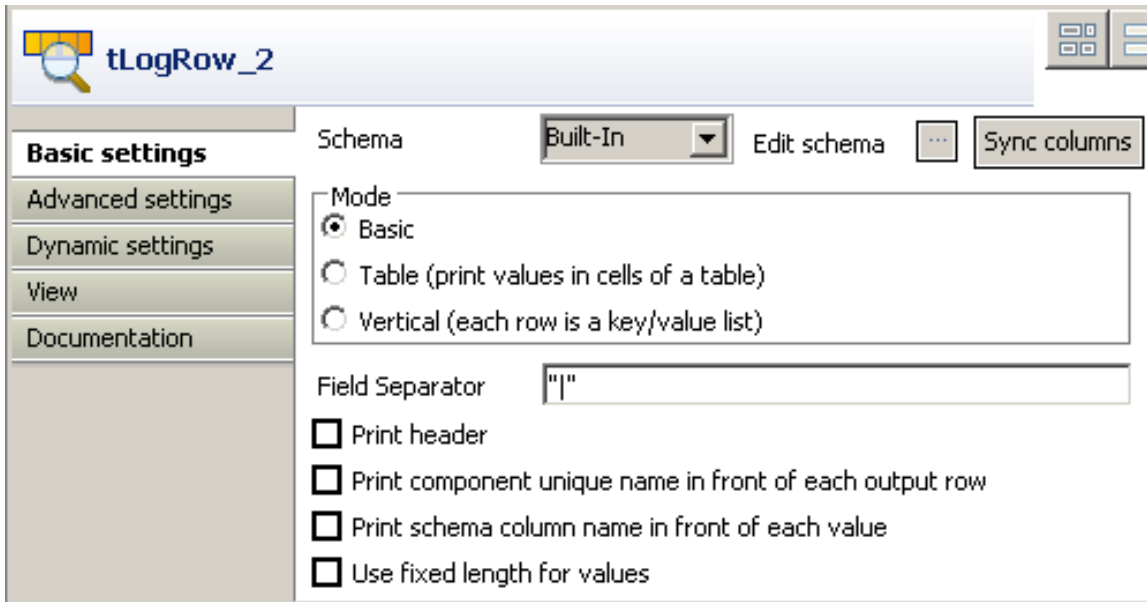 tLogRow_2
Basic settings
Advanced settings
Dynamic settings
View
Documentation
Schema Built-In Edit schema ... Sync columns
Mode
Basic
Table (print values in cells of a table)
Vertical (each row is a key/value list)
Field Separator "|"
Print header
Print component unique name in front of each output row
Print schema column name in front of each value
Use fixed length for values